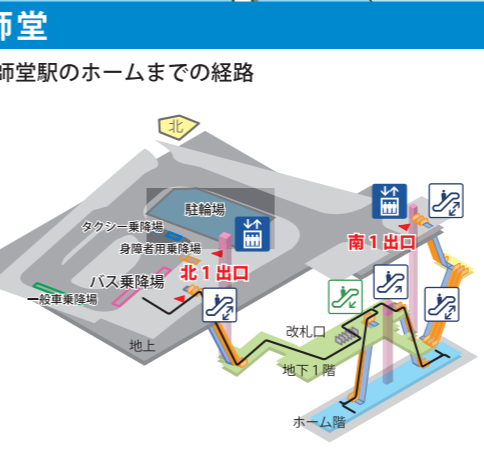 師堂
師堂駅のホームまでの経路
北
駐輪場
タクシー乗降場
身障者用乗降場
南1出口
北1出口
バス乗降場
一般車乗降場
改札口
地上
地下1階
ホーム階